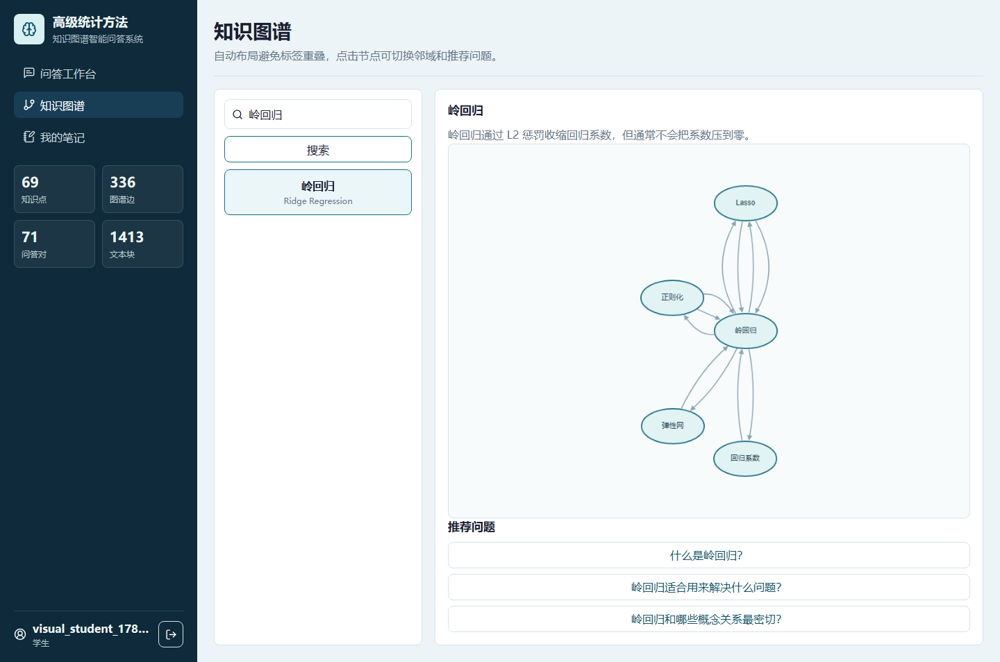 高级统计方法
知识图谱智能问答系统
问答工作台
知识图谱
我的笔记
69
知识点
336
图谱边
71
问答对
1413
文本块
visual_student_178...
学生
知识图谱
自动布局避免标签重叠，点击节点可切换邻域和推荐问题。
岭回归
搜索
岭回归
Ridge Regression
岭回归
岭回归通过 L2 惩罚收缩回归系数，但通常不会把系数压到零。
Lasso
正则化
岭回归
弹性网
回归系数
推荐问题
什么是岭回归？
岭回归适合用来解决什么问题？
岭回归和哪些概念关系最密切？